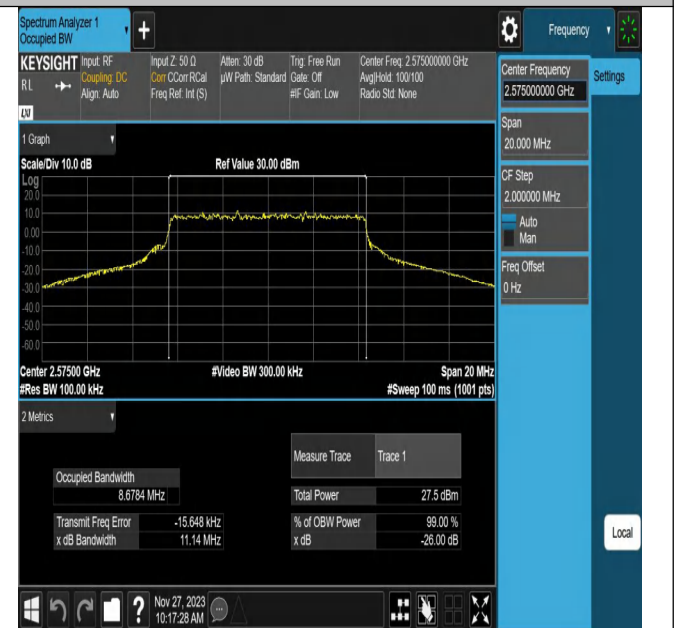 Spectrum Analyzer 1
Occupied BW
Frequency
KEYSIGHT
RL
LXI
Input: RF
Coupling: DC
Align: Auto
Input Z: 50 Ω
Corr CCorr RCal
Freq Ref: Int (S)
Atten: 30 dB
µW Path: Standard
Trig: Free Run
Gate: Off
#IF Gain: Low
Center Freq: 2.575000000 GHz
Avg|Hold: 100/100
Radio Std: None
Center Frequency
2.575000000 GHz
Settings
Span
20.000 MHz
CF Step
2.000000 MHz
Auto
Man
Freq Offset
0 Hz
Local
1 Graph
Scale/Div 10.0 dB
Ref Value 30.00 dBm
Log
20.0
10.0
0.00
-10.0
-20.0
-30.0
-40.0
-50.0
-60.0
Center 2.57500 GHz
#Video BW 300.00 kHz
Span 20 MHz
#Res BW 100.00 kHz
#Sweep 100 ms (1001 pts)
2 Metrics
Measure Trace
Trace 1
Occupied Bandwidth
8.6784 MHz
Total Power
27.5 dBm
Transmit Freq Error
-15.648 kHz
% of OBW Power
99.00 %
x dB Bandwidth
11.14 MHz
x dB
-26.00 dB
Nov 27, 2023
10:17:28 AM